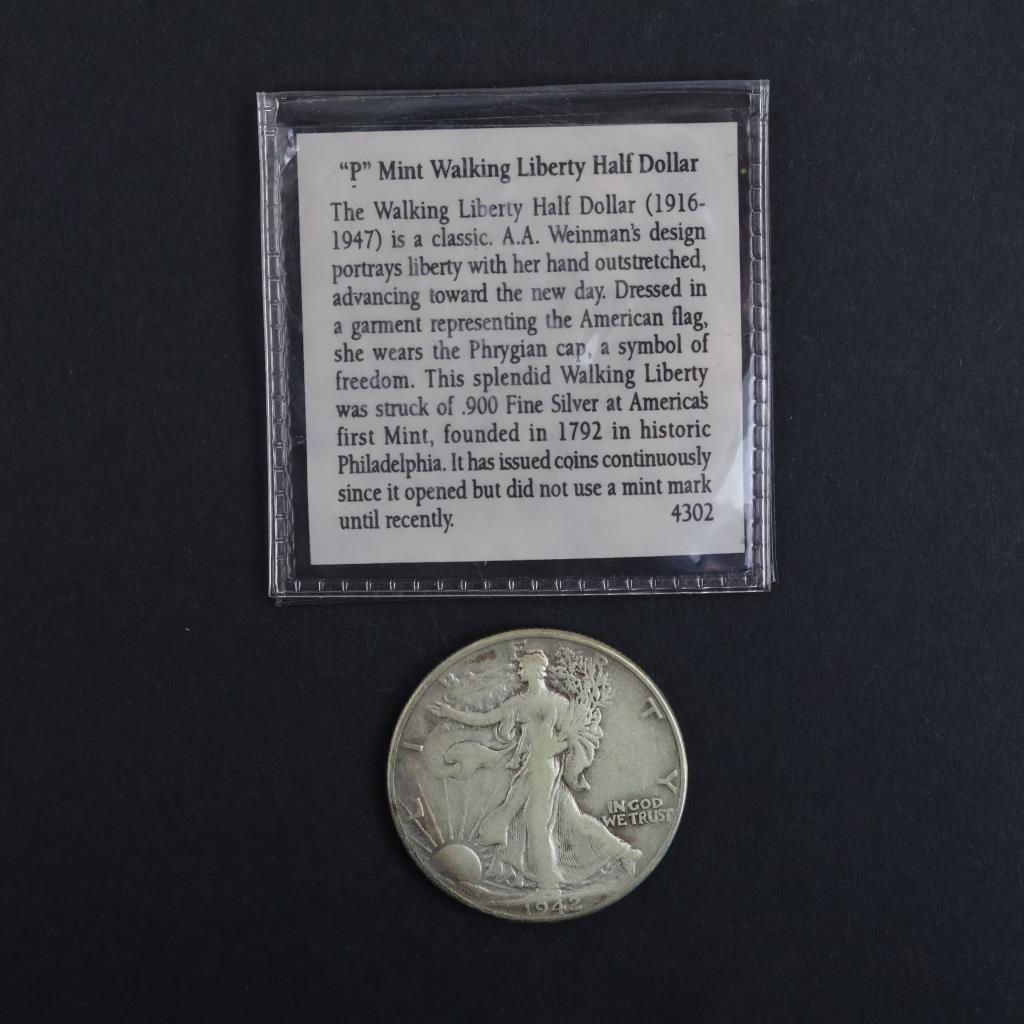 "P" Mint Walking Liberty Half Dollar
The Walking Liberty Half Dollar (1916-
1947) is a classic. A.A. Weinman's design
portrays liberty with her hand outstretched,
advancing toward the new day. Dressed in
a garment representing the American flag,
she wears the Phrygian cap, a symbol of
freedom. This splendid Walking Liberty
was struck of .900 Fine Silver at America's
first Mint, founded in 1792 in historic
Philadelphia. It has issued coins continuously
since it opened but did not use a mint mark
until recently. 4302
LIBERTY
IN GOD
WE TRUST
1942